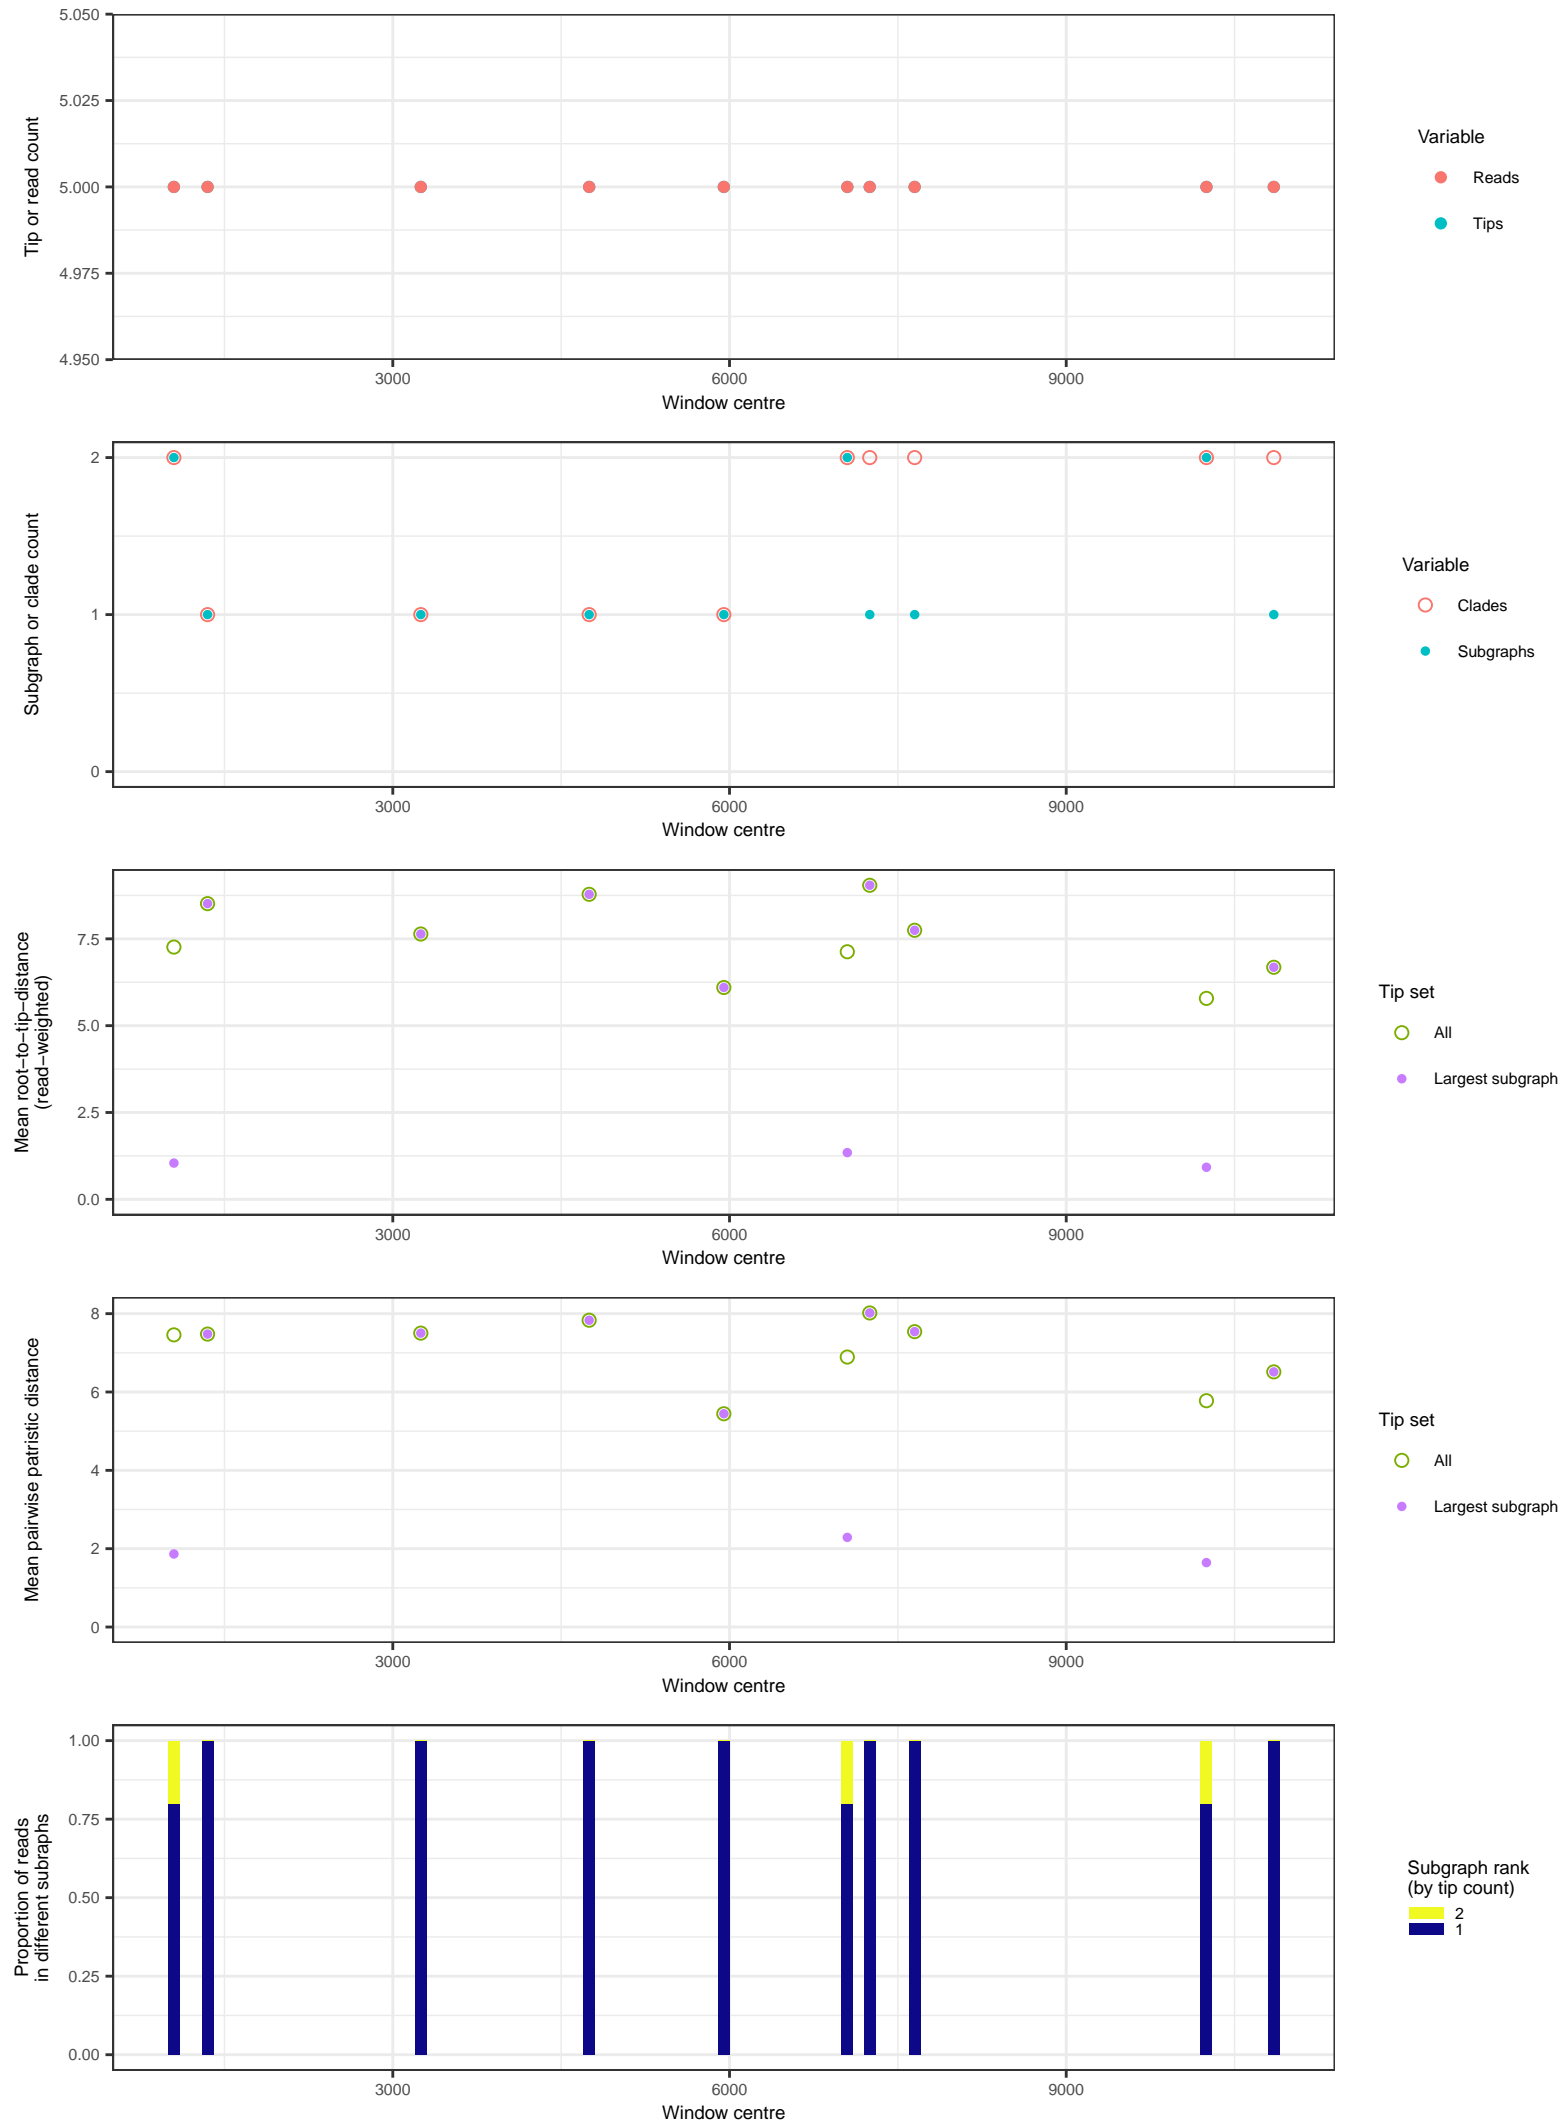 5.050
5.025
5.000
4.975
4.950
Tip or read count
3000
6000
9000
Window centre
Variable
Reads
Tips
2
1
0
Subgraph or clade count
3000
6000
9000
Window centre
Variable
Clades
Subgraphs
7.5
5.0
2.5
0.0
Mean root−to−tip−distance
(read−weighted)
3000
6000
9000
Window centre
Tip set
All
Largest subgraph
8
6
4
2
0
Mean pairwise patristic distance
3000
6000
9000
Window centre
Tip set
All
Largest subgraph
1.00
0.75
0.50
0.25
0.00
Proportion of reads
in different subraphs
3000
6000
9000
Window centre
Subgraph rank
(by tip count)
2
1